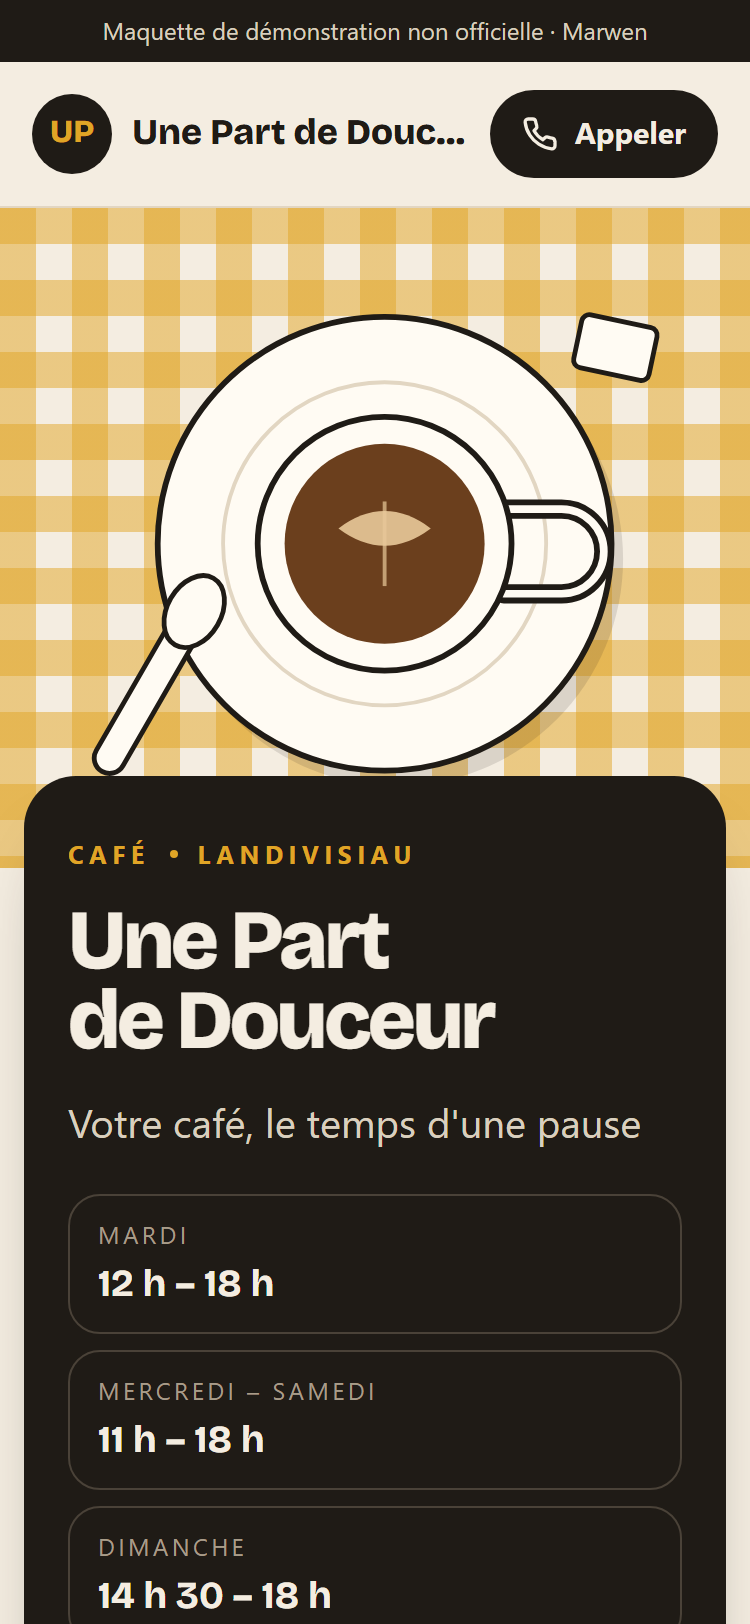 Maquette de démonstration non officielle · Marwen
UP
Une Part de Douc...
Appeler
CAFÉ • LANDIVISIAU
Une Part
de Douceur
Votre café, le temps d'une pause
MARDI
12 h – 18 h
MERCREDI – SAMEDI
11 h – 18 h
DIMANCHE
14 h 30 – 18 h